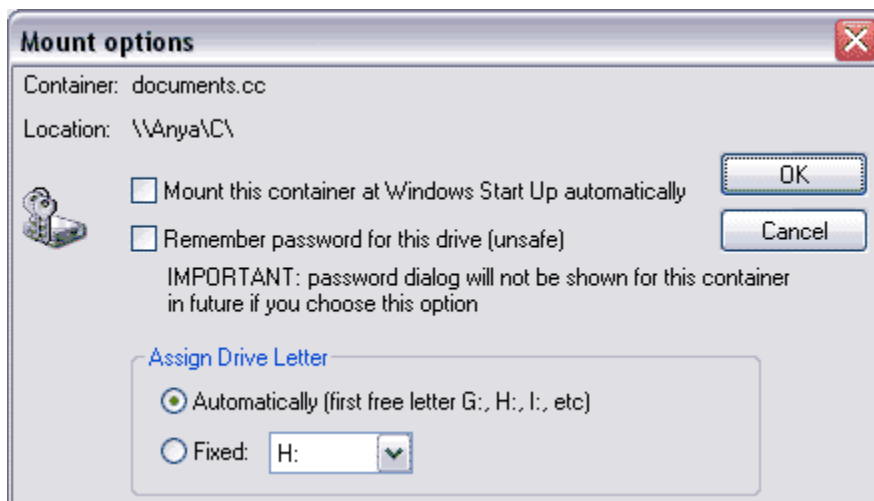 Mount options
Container: documents.cc
Location: \\Anya\C\
Mount this container at Windows Start Up automatically
OK
Remember password for this drive (unsafe)
Cancel
IMPORTANT: password dialog will not be shown for this container
in future if you choose this option
Assign Drive Letter
Automatically (first free letter G:, H:, I:, etc)
Fixed: H: